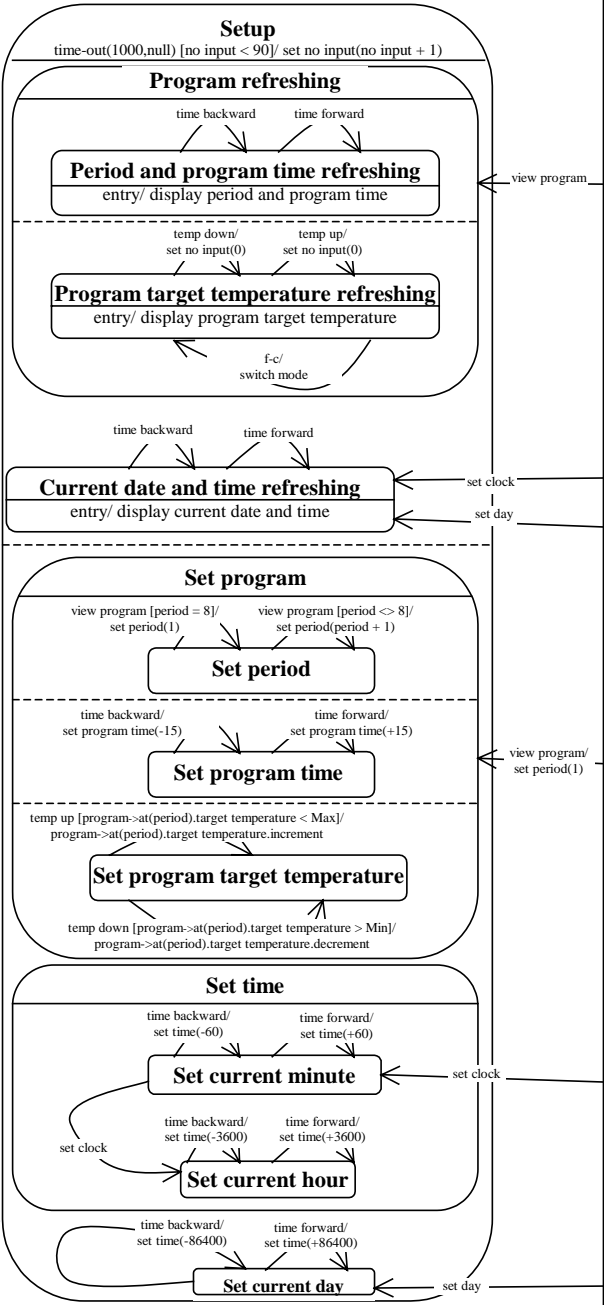 Setup
time-out(1000,null) [no input < 90]/ set no input(no input + 1)
Program refreshing
time backward
time forward
Period and program time refreshing
entry/ display period and program time
view program
temp down/
set no input(0)
temp up/
set no input(0)
Program target temperature refreshing
entry/ display program target temperature
f-c/
switch mode
time backward
time forward
Current date and time refreshing
entry/ display current date and time
set clock
set day
Set program
view program [period = 8]/
set period(1)
view program [period <> 8]/
set period(period + 1)
Set period
time backward/
set program time(-15)
time forward/
set program time(+15)
Set program time
view program/
set period(1)
temp up [program->at(period).target temperature < Max]/
program->at(period).target temperature.increment
Set program target temperature
temp down [program->at(period).target temperature > Min]/
program->at(period).target temperature.decrement
Set time
time backward/
set time(-60)
time forward/
set time(+60)
Set current minute
set clock
time backward/
set time(-3600)
time forward/
set time(+3600)
set clock
Set current hour
time backward/
set time(-86400)
time forward/
set time(+86400)
Set current day
set day